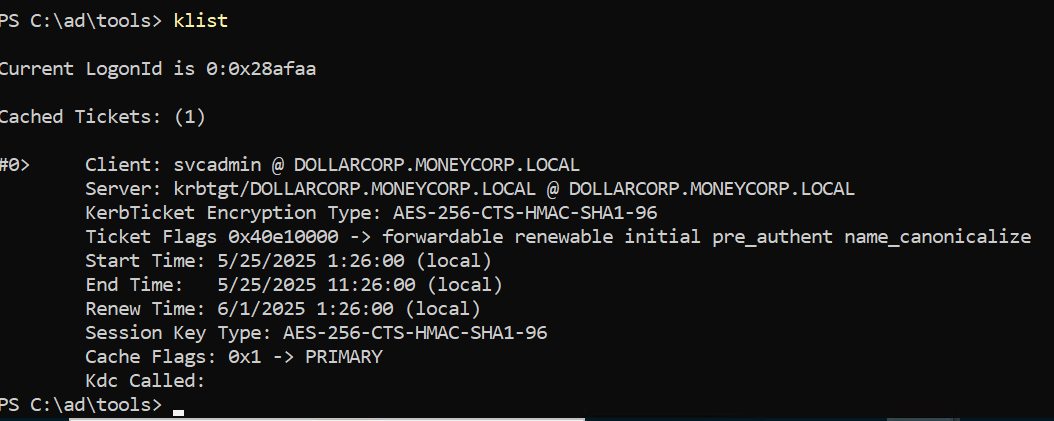 PS C:\ad\tools> klist
Current LogonId is 0:0x28afaa
Cached Tickets: (1)
#0> Client: svcadmin @ DOLLARCORP.MONEYCORP.LOCAL
Server: krbtgt/DOLLARCORP.MONEYCORP.LOCAL @ DOLLARCORP.MONEYCORP.LOCAL
KerbTicket Encryption Type: AES-256-CTS-HMAC-SHA1-96
Ticket Flags 0x40e10000 -> forwardable renewable initial pre_authent name_canonicalize
Start Time: 5/25/2025 1:26:00 (local)
End Time: 5/25/2025 11:26:00 (local)
Renew Time: 6/1/2025 1:26:00 (local)
Session Key Type: AES-256-CTS-HMAC-SHA1-96
Cache Flags: 0x1 -> PRIMARY
Kdc Called:
PS C:\ad\tools>